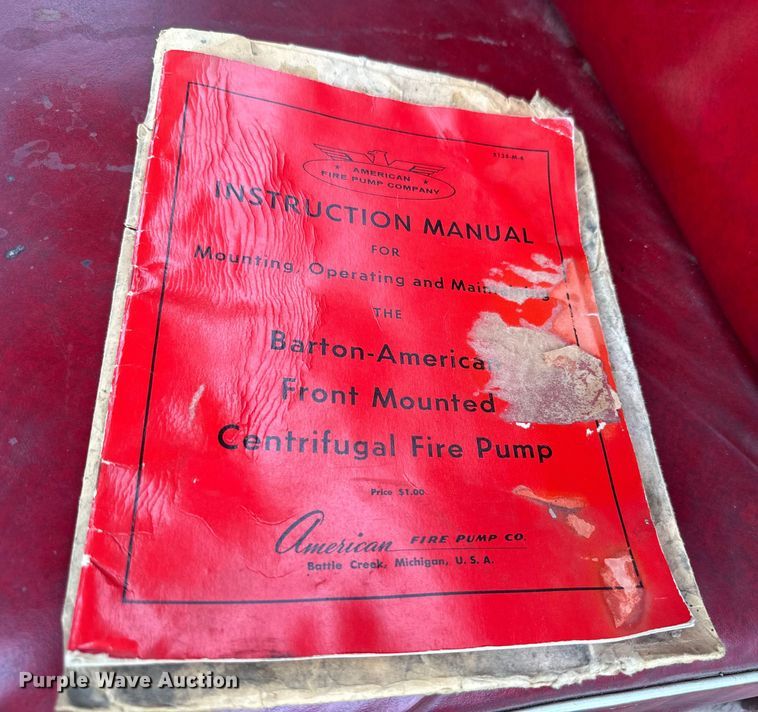 5135-M-4
AMERICAN
FIRE PUMP COMPANY
INSTRUCTION MANUAL
FOR
Mounting, Operating and
THE
Barton-America
Front Mounted
Centrifugal Fire Pump
Price $1.00
American FIRE PUMP CO.
Battle Creek, Michigan, U. S. A.
Purple Wave Auction